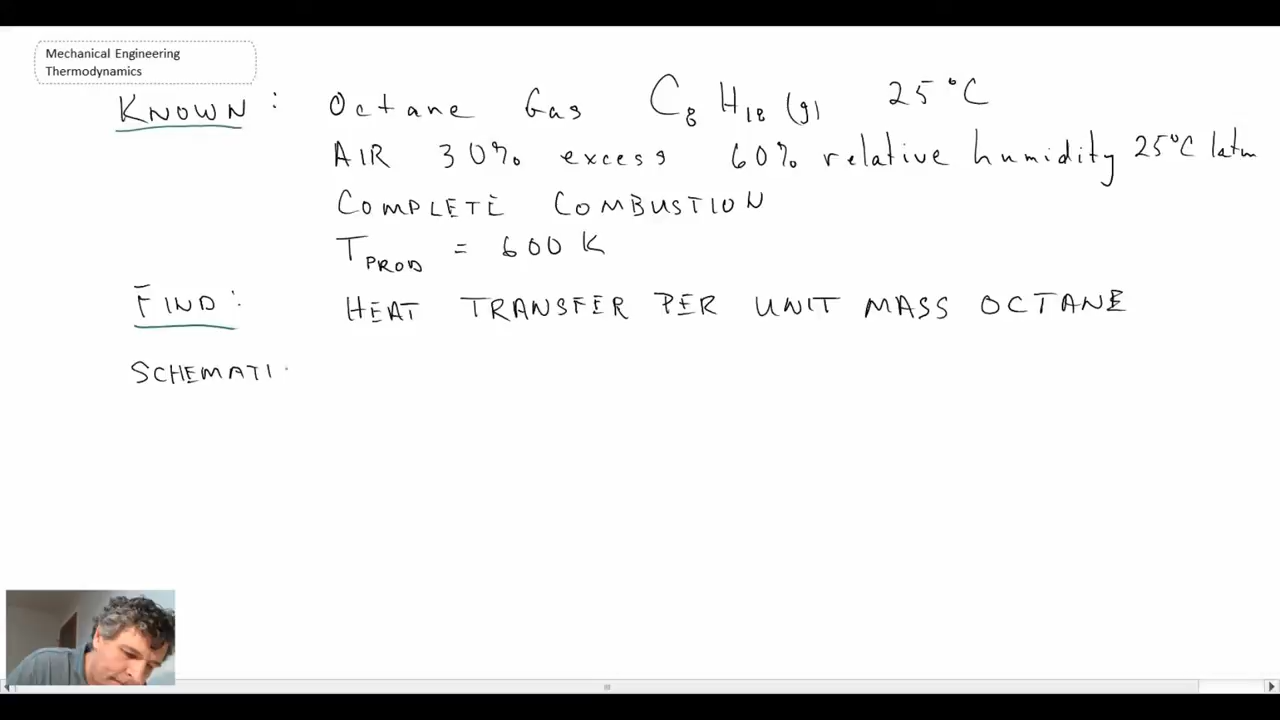 Mechanical Engineering
Thermodynamics
KNOWN: Octane Gas C8H18(g) 25°C
AIR 30% excess 60% relative humidity 25°C 1atm
COMPLETE COMBUSTION
TPROD = 600 K
FIND: HEAT TRANSFER PER UNIT MASS OCTANE
SCHEMATI